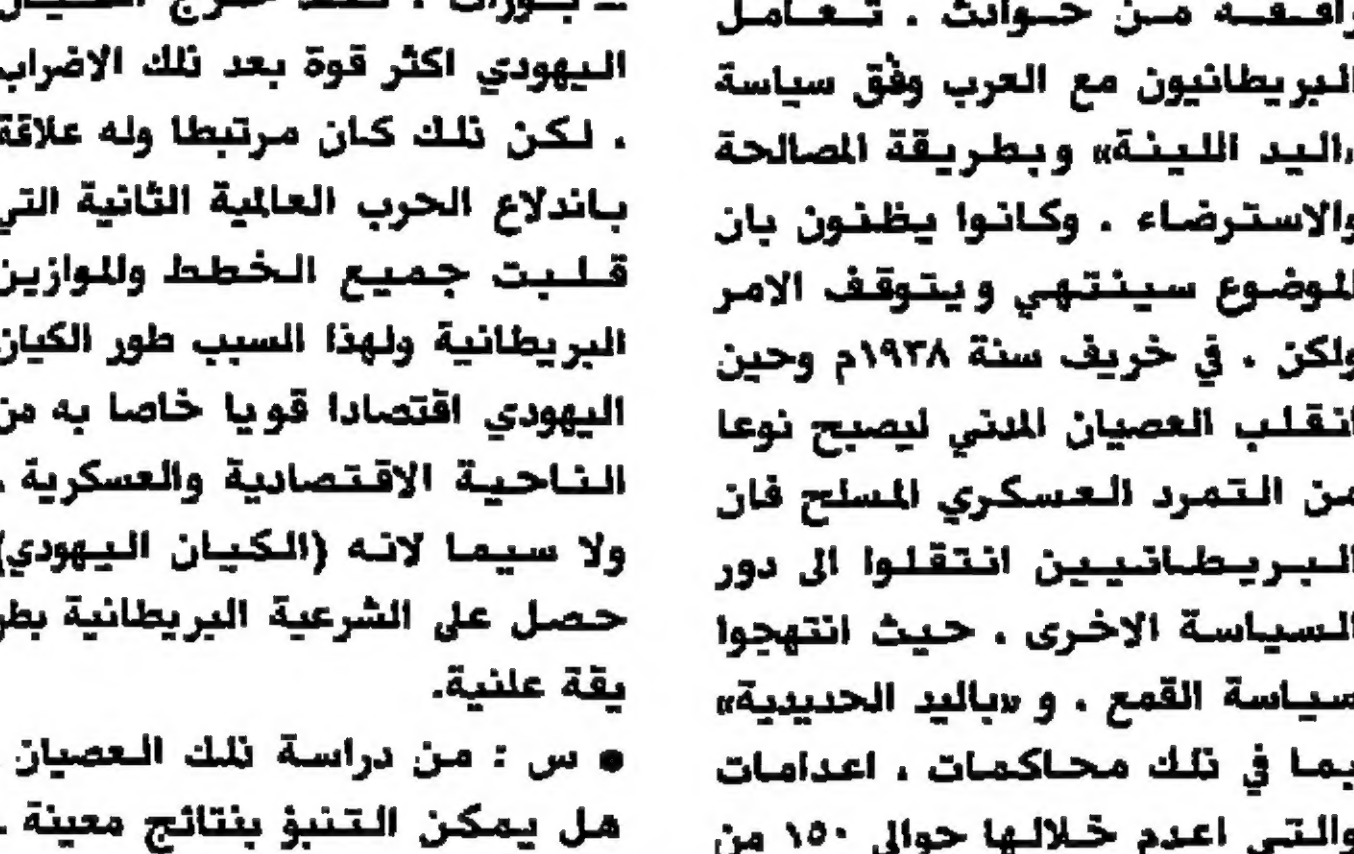 رافقه من حوادث . تعامل
البريطانيون مع العرب وفق سياسة
«اليد اللينة» وبطريقة المصالحة
والاسترضاء . وكانوا يظنون بان
الموضوع سينتهي ويتوقف الامر
ولكن . في خريف سنة ١٩٣٨م وحين
انقلب العصيان المدني ليصبح نوعا
من التمرد العسكري المسلح فان
البريطانيين انتقلوا الى دور
السياسة الاخرى . حيث انتهجوا
سياسة القمع . و «باليد الحديدية»
بما في ذلك محاكمات . اعدامات
والتي اعدم خلالها حوالي ١٥٠ من
اليهودي اكثر قوة بعد ذلك الاضراب
. لكن ذلك كان مرتبطا وله علاقة
باندلاع الحرب العالمية الثانية التي
قلبت جميع الخطط والموازين
البريطانية ولهذا السبب طور الكيان
اليهودي اقتصادا قويا خاصا به من
الناحية الاقتصادية والعسكرية .
ولا سيما لانه (الكيان اليهودي)
حصل على الشرعية البريطانية بطر
يقة علنية.
● س : من دراسة ذلك العصيان .
هل يمكن التنبؤ بنتائج معينة .